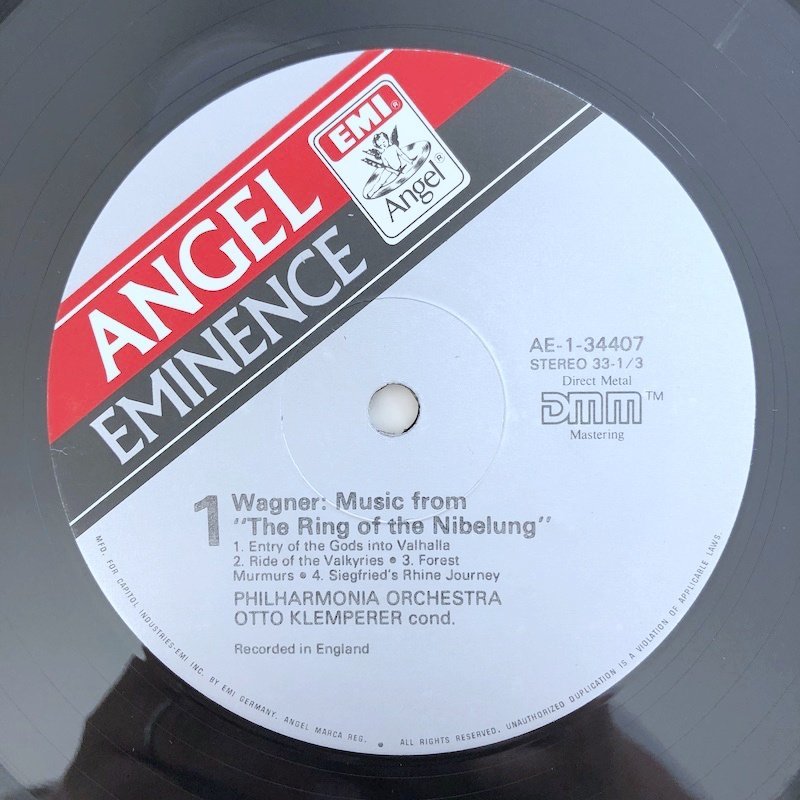 EMI®
Angel®
ANGEL
EMINENCE
AE-1-34407
STEREO 33-1/3
Direct Metal
DMM™
Mastering
1 Wagner: Music from
"The Ring of the Nibelung"
1. Entry of the Gods into Valhalla
2. Ride of the Valkyries • 3. Forest
Murmurs • 4. Siegfried's Rhine Journey
PHILHARMONIA ORCHESTRA
OTTO KLEMPERER cond.
Recorded in England
MFD. FOR CAPITOL INDUSTRIES-EMI INC. BY EMI GERMANY. ANGEL MARCA REG. • ALL RIGHTS RESERVED. UNAUTHORIZED DUPLICATION IS A VIOLATION OF APPLICABLE LAWS.